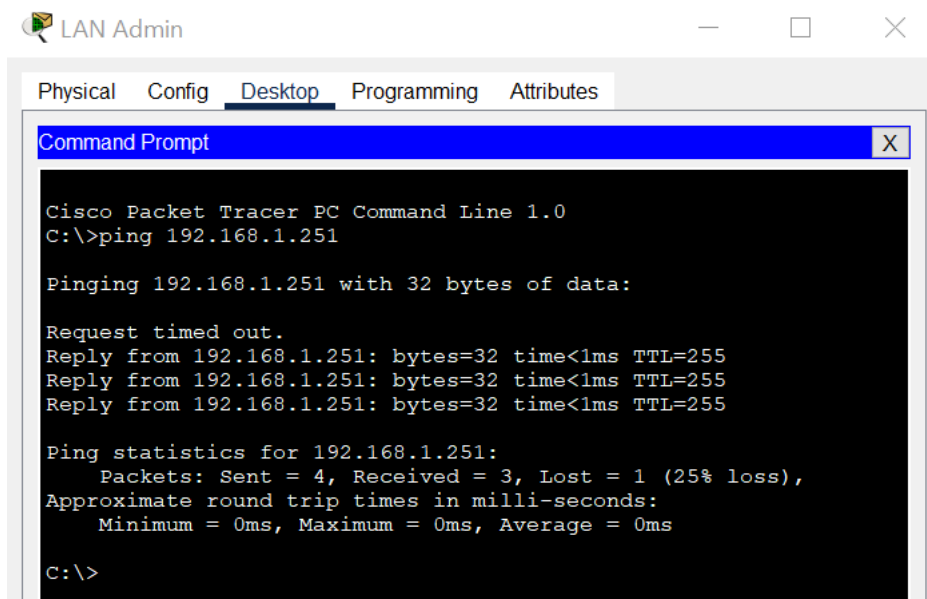 LAN Admin
Physical Config Desktop Programming Attributes
Command Prompt X
Cisco Packet Tracer PC Command Line 1.0
C:\>ping 192.168.1.251
Pinging 192.168.1.251 with 32 bytes of data:
Request timed out.
Reply from 192.168.1.251: bytes=32 time<1ms TTL=255
Reply from 192.168.1.251: bytes=32 time<1ms TTL=255
Reply from 192.168.1.251: bytes=32 time<1ms TTL=255
Ping statistics for 192.168.1.251:
    Packets: Sent = 4, Received = 3, Lost = 1 (25% loss),
Approximate round trip times in milli-seconds:
    Minimum = 0ms, Maximum = 0ms, Average = 0ms
C:\>